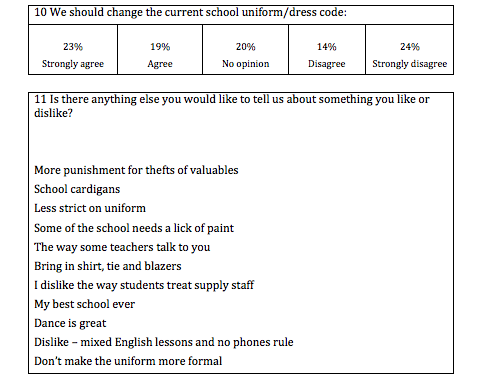 10 We should change the current school uniform/dress code:
23% 19% 20% 14% 24%
Strongly agree Agree No opinion Disagree Strongly disagree
11 Is there anything else you would like to tell us about something you like or
dislike?
More punishment for thefts of valuables
School cardigans
Less strict on uniform
Some of the school needs a lick of paint
The way some teachers talk to you
Bring in shirt, tie and blazers
I dislike the way students treat supply staff
My best school ever
Dance is great
Dislike – mixed English lessons and no phones rule
Don't make the uniform more formal